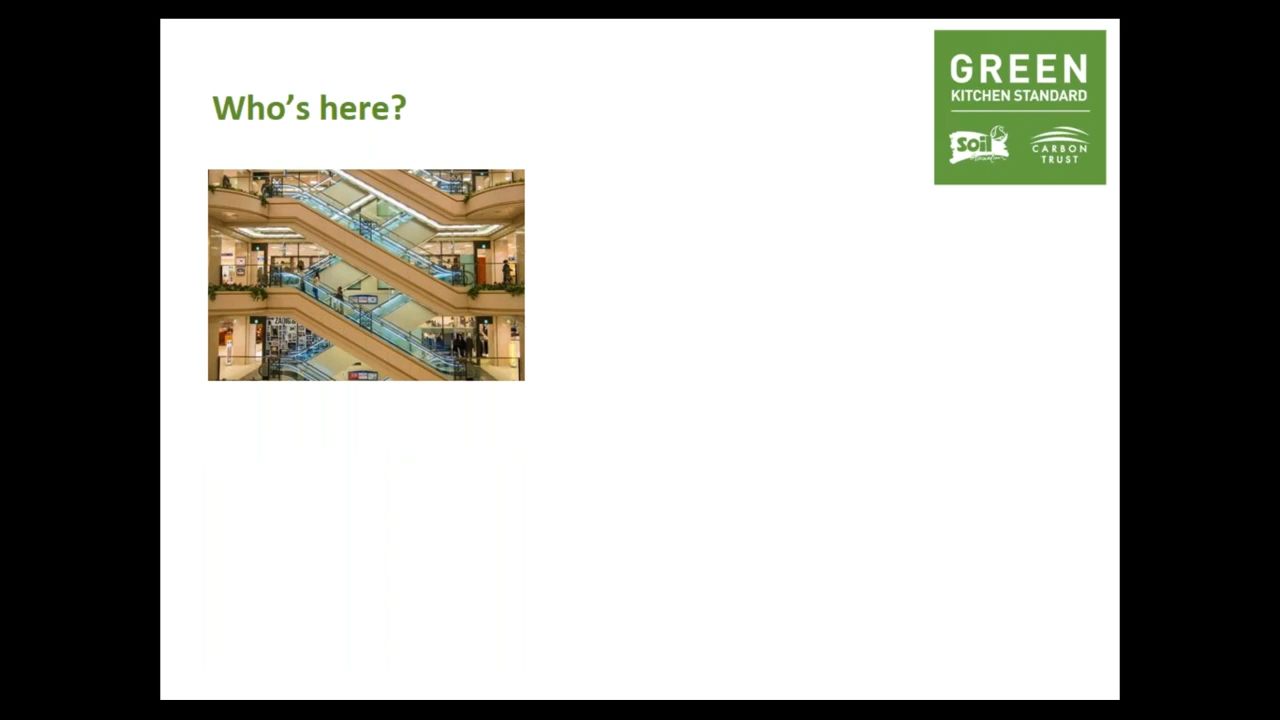 Who's here?
GREEN
KITCHEN STANDARD
soil
CARBON
TRUST